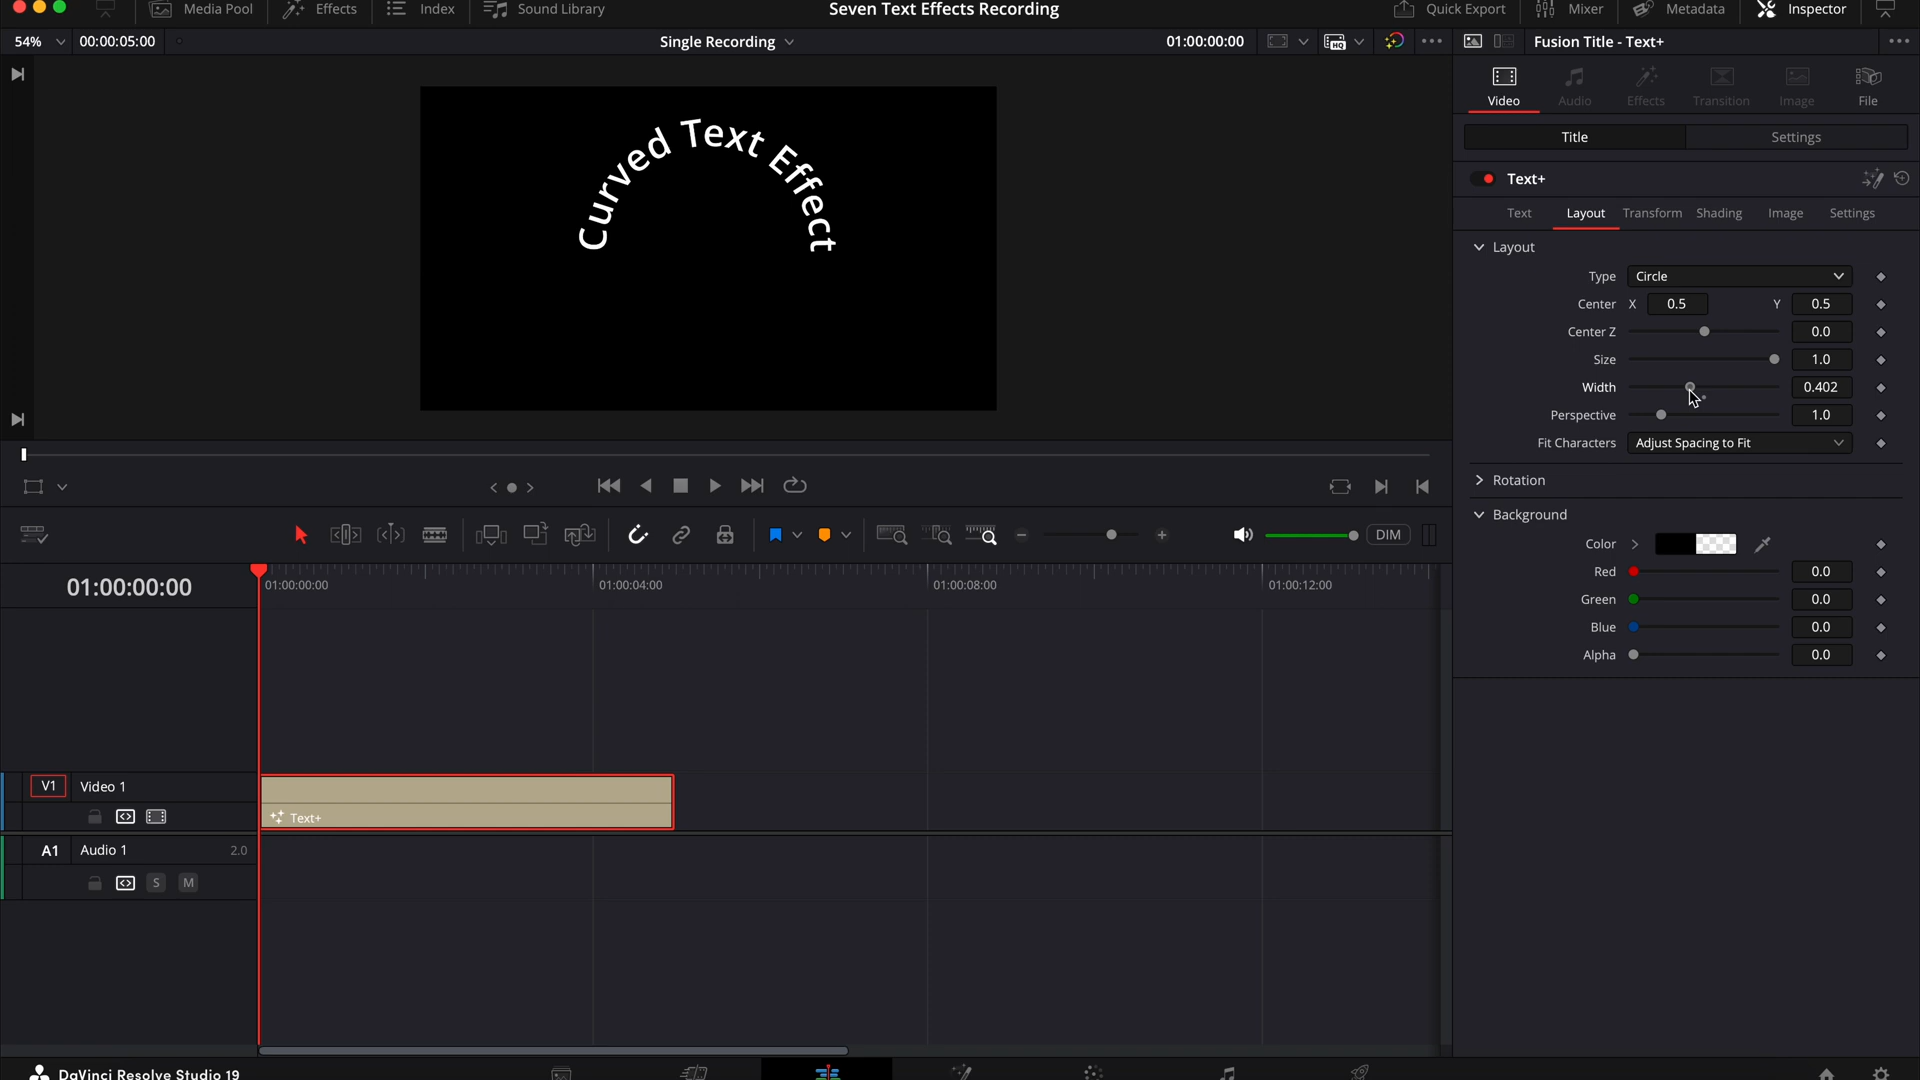 Media Pool Effects Index Sound Library Seven Text Effects Recording Quick Export Mixer Metadata Inspector
54% 00:00:05:00 Single Recording 01:00:00:00 HQ Fusion Title - Text+
Video Audio Effects Transition Image File
Title Settings
Text+
Text Layout Transform Shading Image Settings
Layout
Type Circle
Center X 0.5 Y 0.5
Center Z 0.0
Size 1.0
Width 0.402
Perspective 1.0
Fit Characters Adjust Spacing to Fit
Rotation
Background
Color
Red 0.0
Green 0.0
Blue 0.0
Alpha 0.0
Curved Text Effect
DIM
01:00:00:00 01:00:00:00 01:00:04:00 01:00:08:00 01:00:12:00
V1 Video 1
Text+
A1 Audio 1 2.0
S M
DaVinci Resolve Studio 19